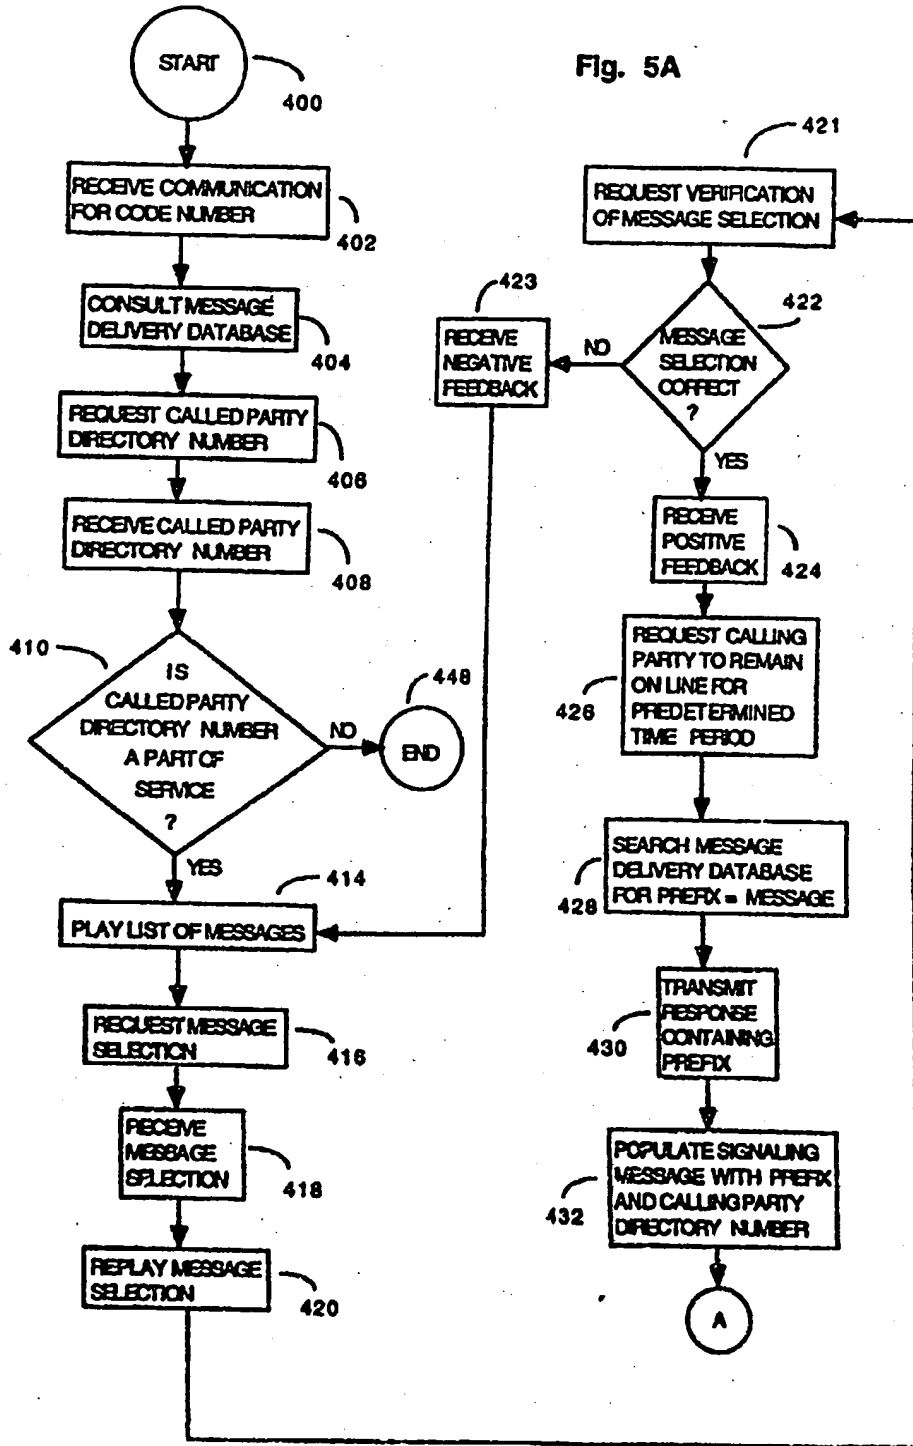 Fig. 5A
START
400
RECEIVE COMMUNICATION
FOR CODE NUMBER
402
CONSULT MESSAGE
DELIVERY DATABASE
404
REQUEST CALLED PARTY
DIRECTORY NUMBER
406
RECEIVE CALLED PARTY
DIRECTORY NUMBER
408
410
IS
CALLED PARTY
DIRECTORY NUMBER
A PART OF
SERVICE
?
NO
448
END
YES
414
PLAY LIST OF MESSAGES
REQUEST MESSAGE
SELECTION
416
RECEIVE
MESSAGE
SELECTION
418
REPLAY MESSAGE
SELECTION
420
421
REQUEST VERIFICATION
OF MESSAGE SELECTION
422
MESSAGE
SELECTION
CORRECT
?
NO
423
RECEIVE
NEGATIVE
FEEDBACK
YES
RECEIVE
POSITIVE
FEEDBACK
424
REQUEST CALLING
PARTY TO REMAIN
ON LINE FOR
PREDETERMINED
TIME PERIOD
426
SEARCH MESSAGE
DELIVERY DATABASE
FOR PREFIX = MESSAGE
428
TRANSMIT
RESPONSE
CONTAINING
PREFIX
430
POPULATE SIGNALING
MESSAGE WITH PREFIX
AND CALLING PARTY
DIRECTORY NUMBER
432
A